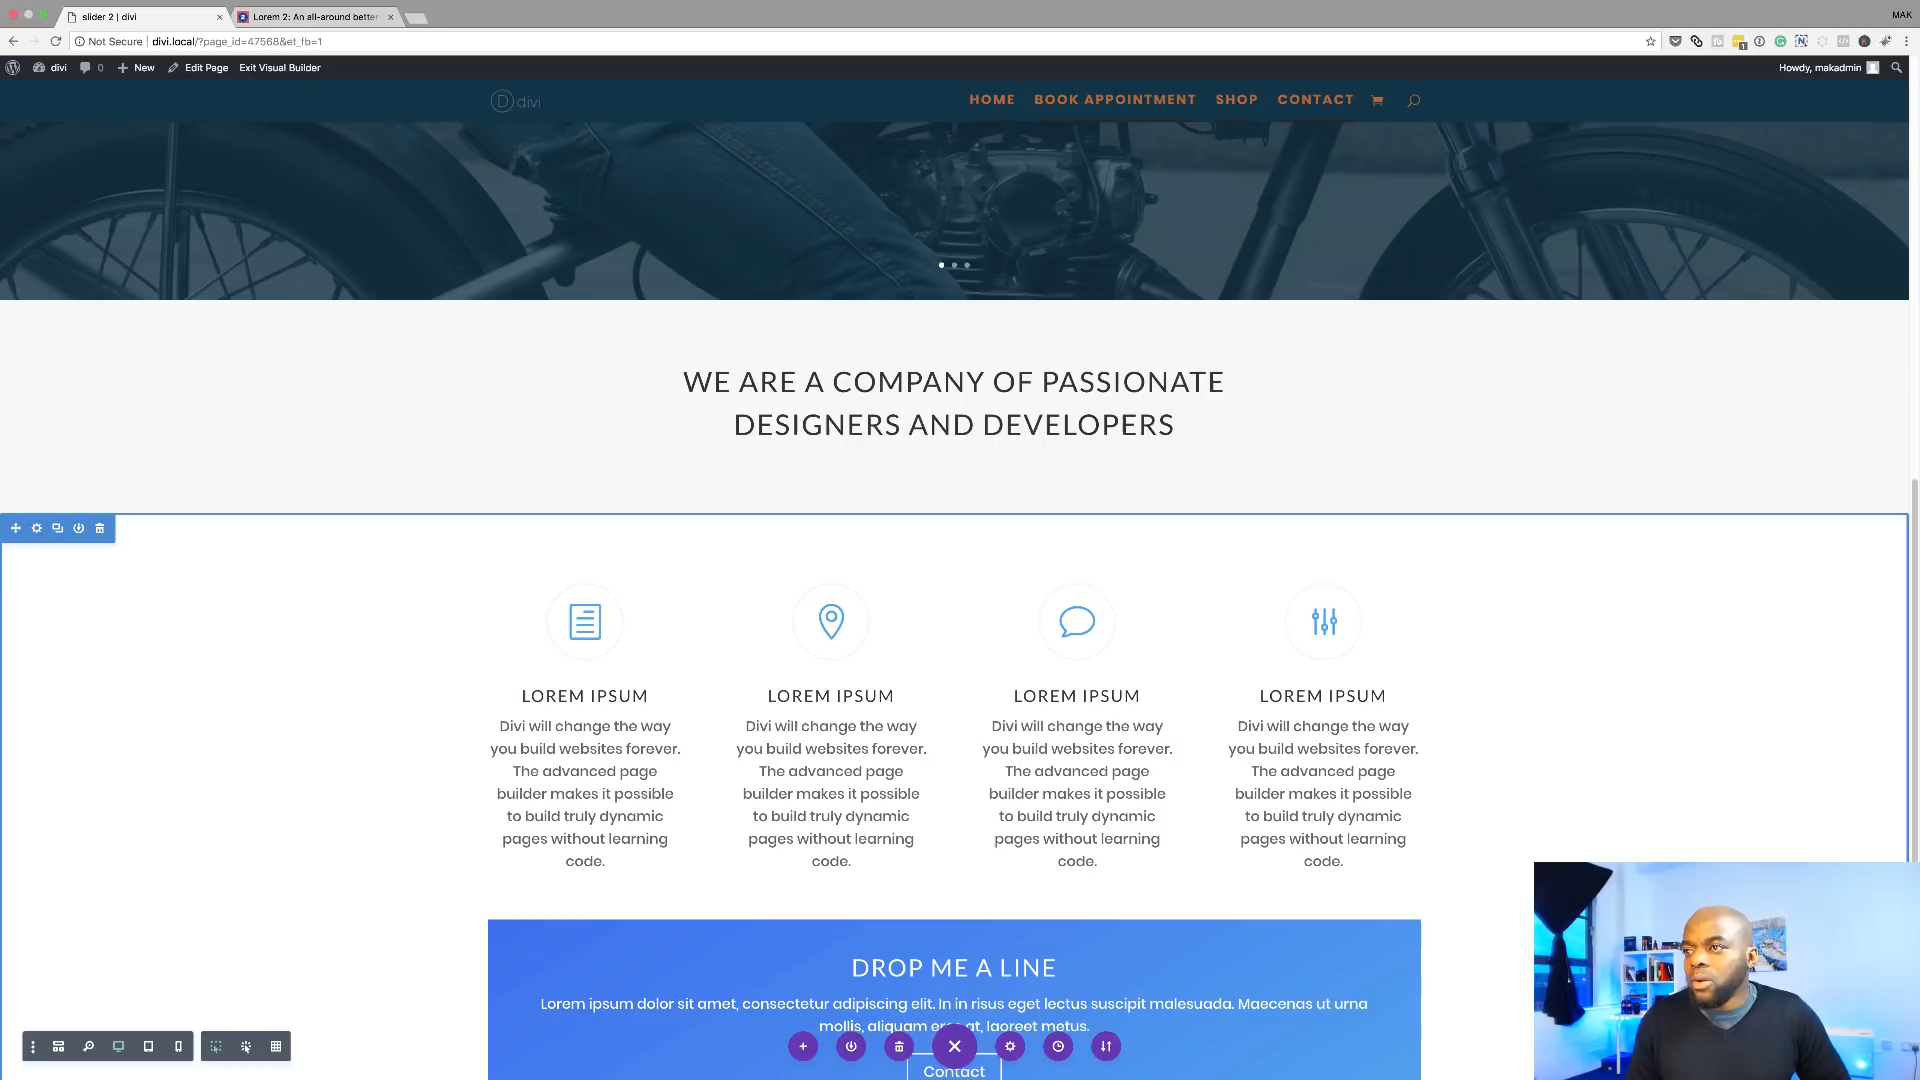 slider 2 | divi
Lorem 2: An all-around better
MAK
Not Secure | divi.local/?page_id=47568&et_fb=1
divi 0 New Edit Page Exit Visual Builder
Howdy, makadmin
D divi
HOME BOOK APPOINTMENT SHOP CONTACT
WE ARE A COMPANY OF PASSIONATE
DESIGNERS AND DEVELOPERS
LOREM IPSUM
Divi will change the way
you build websites forever.
The advanced page
builder makes it possible
to build truly dynamic
pages without learning
code.
LOREM IPSUM
Divi will change the way
you build websites forever.
The advanced page
builder makes it possible
to build truly dynamic
pages without learning
code.
LOREM IPSUM
Divi will change the way
you build websites forever.
The advanced page
builder makes it possible
to build truly dynamic
pages without learning
code.
LOREM IPSUM
Divi will change the way
you build websites forever.
The advanced page
builder makes it possible
to build truly dynamic
pages without learning
code.
DROP ME A LINE
Lorem ipsum dolor sit amet, consectetur adipiscing elit. In in risus eget lectus suscipit malesuada. Maecenas ut urna
mollis, aliquam at, laoreet metus.
Contact